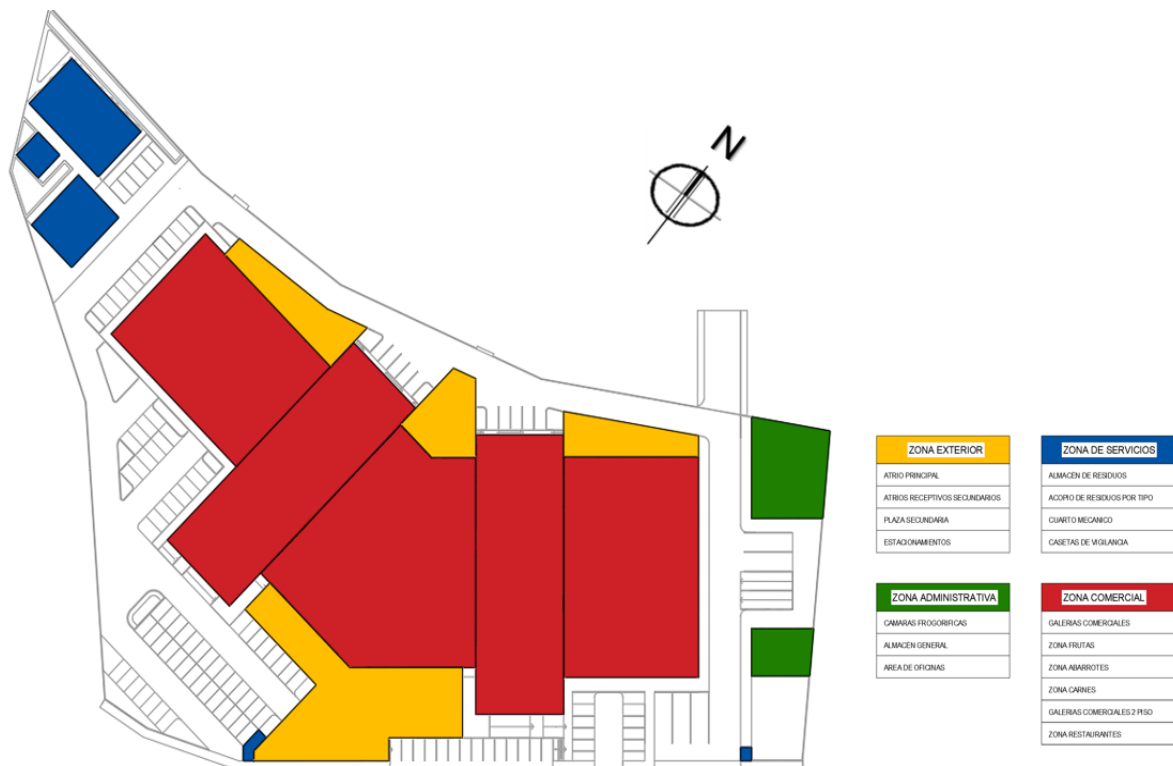 N
ZONA EXTERIOR
ATRIO PRINCIPAL
ATRIOS RECEPTIVOS SECUNDARIOS
PLAZA SECUNDARIA
ESTACIONAMIENTOS
ZONA DE SERVICIOS
ALMACEN DE RESIDUOS
ACOPIO DE RESIDUOS POR TIPO
CUARTO MECANICO
CASETAS DE VIGILANCIA
ZONA ADMINISTRATIVA
CAMARAS FROGORIFICAS
ALMACÉN GENERAL
AREA DE OFICINAS
ZONA COMERCIAL
GALERIAS COMERCIALES
ZONA FRUTAS
ZONA ABARROTES
ZONA CARNES
GALERIAS COMERCIALES 2 PISO
ZONA RESTAURANTES